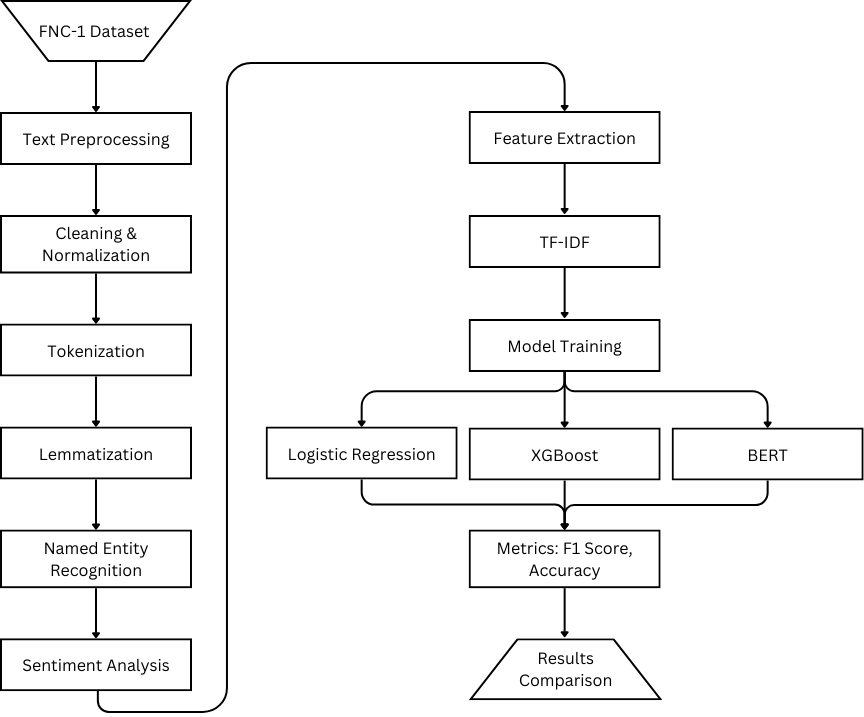 FNC-1 Dataset
Text Preprocessing
Cleaning &
Normalization
Tokenization
Lemmatization
Named Entity
Recognition
Sentiment Analysis
Feature Extraction
TF-IDF
Model Training
Logistic Regression
XGBoost
BERT
Metrics: F1 Score,
Accuracy
Results
Comparison